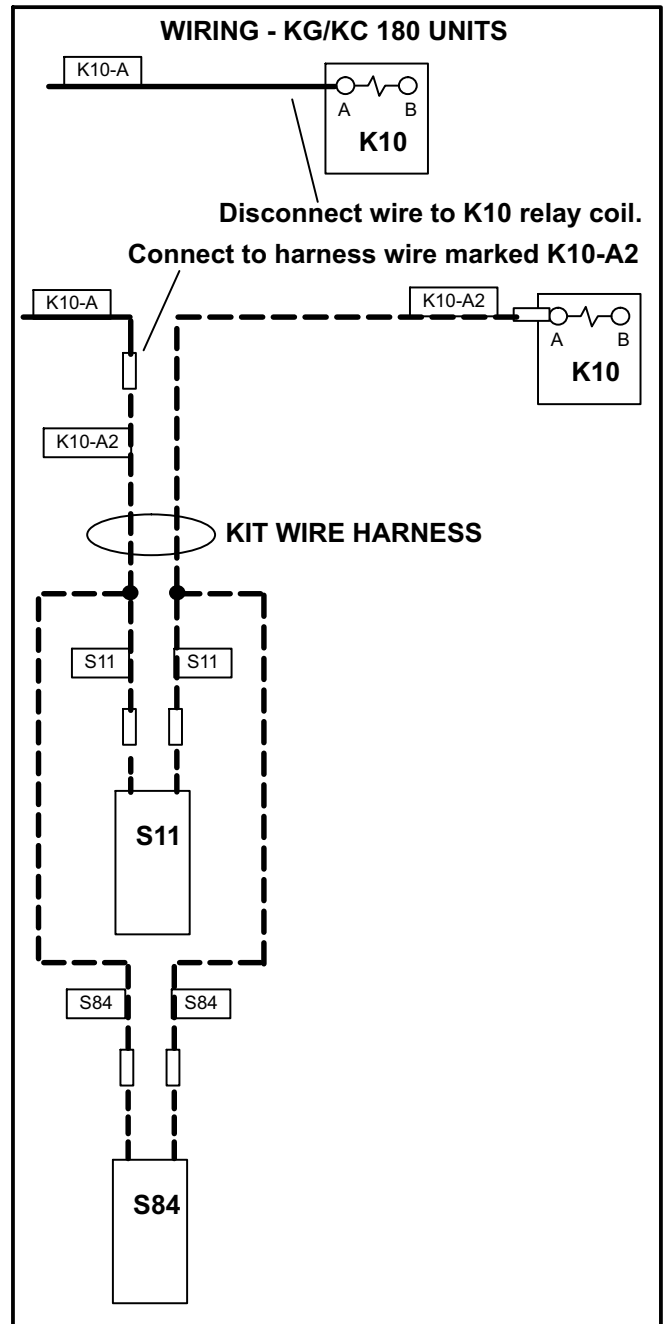 WIRING - KG/KC 180 UNITS
K10-A
A B
K10
Disconnect wire to K10 relay coil.
Connect to harness wire marked K10-A2
K10-A K10-A2
A B
K10
K10-A2
KIT WIRE HARNESS
S11 S11
S11
S84 S84
S84